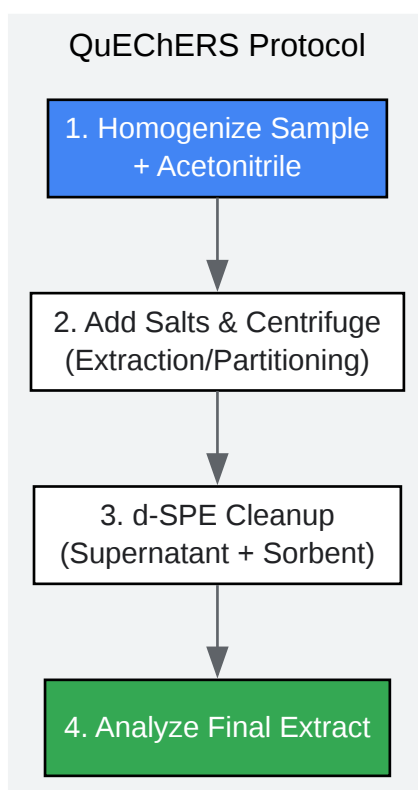 QuEChERS Protocol
1. Homogenize Sample
+ Acetonitrile
2. Add Salts & Centrifuge
(Extraction/Partitioning)
3. d-SPE Cleanup
(Supernatant + Sorbent)
4. Analyze Final Extract